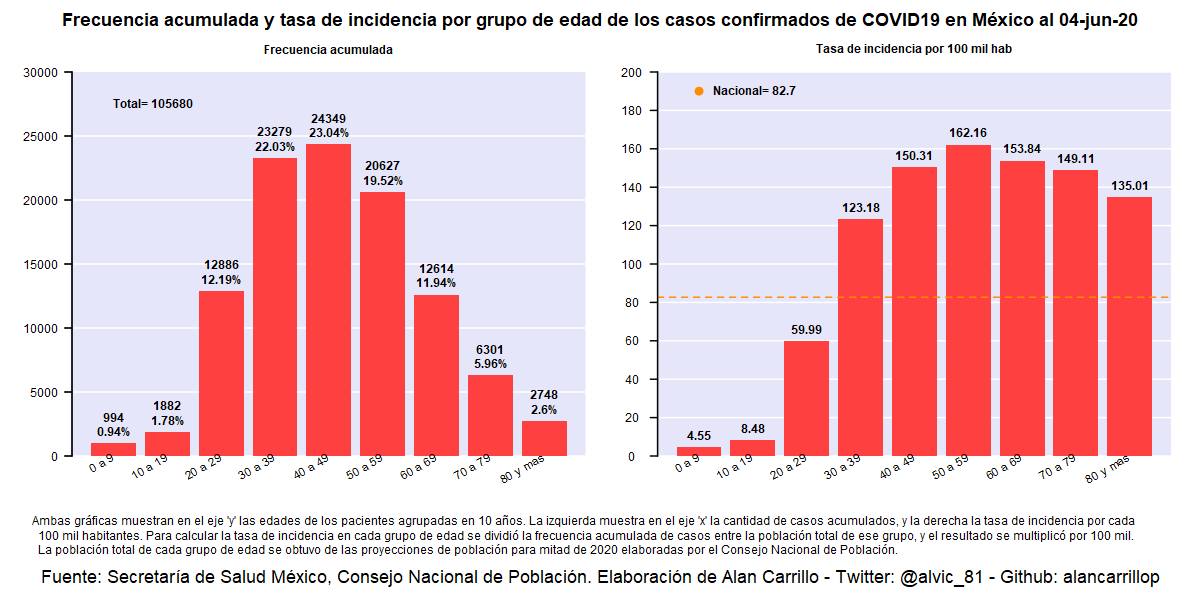 Frecuencia acumulada y tasa de incidencia por grupo de edad de los casos confirmados de COVID19 en México al 04-jun-20
Frecuencia acumulada
30000
25000
20000
15000
10000
5000
0
Total= 105680
994
0.94%
1882
1.78%
12886
12.19%
23279
22.03%
24349
23.04%
20627
19.52%
12614
11.94%
6301
5.96%
2748
2.6%
0 a 9
10 a 19
20 a 29
30 a 39
40 a 49
50 a 59
60 a 69
70 a 79
80 y mas
Tasa de incidencia por 100 mil hab
200
180
160
140
120
100
80
60
40
20
0
Nacional= 82.7
4.55
8.48
59.99
123.18
150.31
162.16
153.84
149.11
135.01
0 a 9
10 a 19
20 a 29
30 a 39
40 a 49
50 a 59
60 a 69
70 a 79
80 y mas
Ambas gráficas muestran en el eje 'y' las edades de los pacientes agrupadas en 10 años. La izquierda muestra en el eje 'x' la cantidad de casos acumulados, y la derecha la tasa de incidencia por cada
100 mil habitantes. Para calcular la tasa de incidencia en cada grupo de edad se dividió la frecuencia acumulada de casos entre la población total de ese grupo, y el resultado se multiplicó por 100 mil.
La población total de cada grupo de edad se obtuvo de las proyecciones de población para mitad de 2020 elaboradas por el Consejo Nacional de Población.
Fuente: Secretaría de Salud México, Consejo Nacional de Población. Elaboración de Alan Carrillo - Twitter: @alvic_81 - Github: alancarrillop